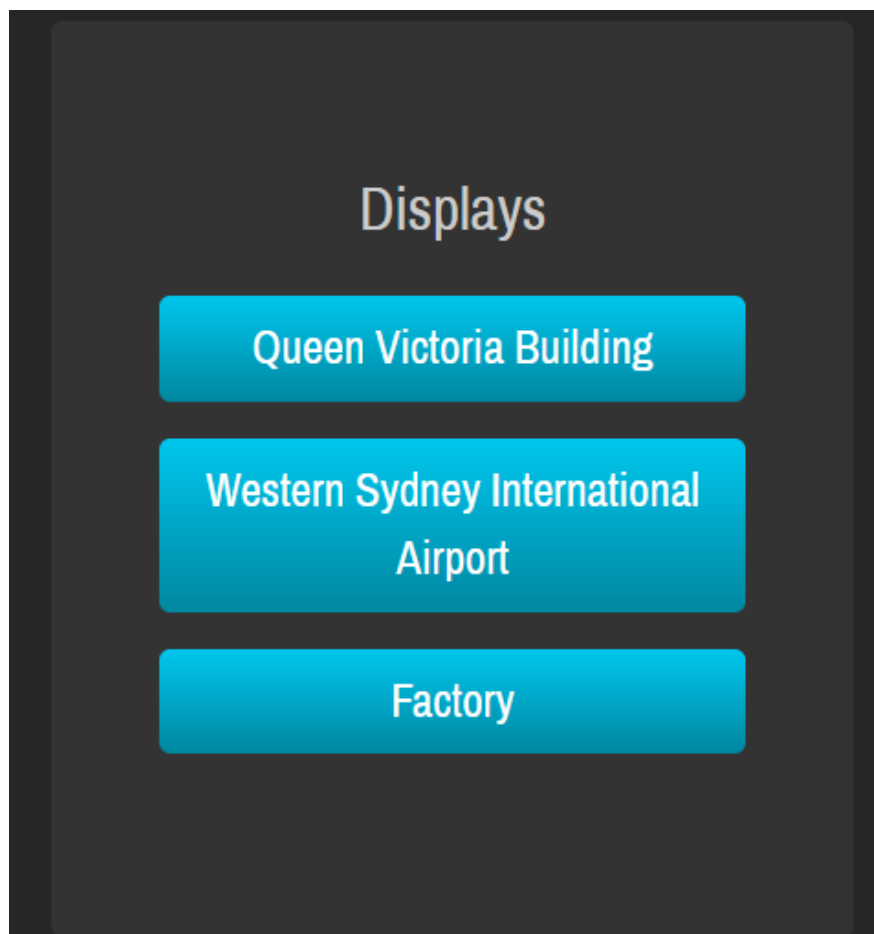 Displays
Queen Victoria Building
Western Sydney International
Airport
Factory